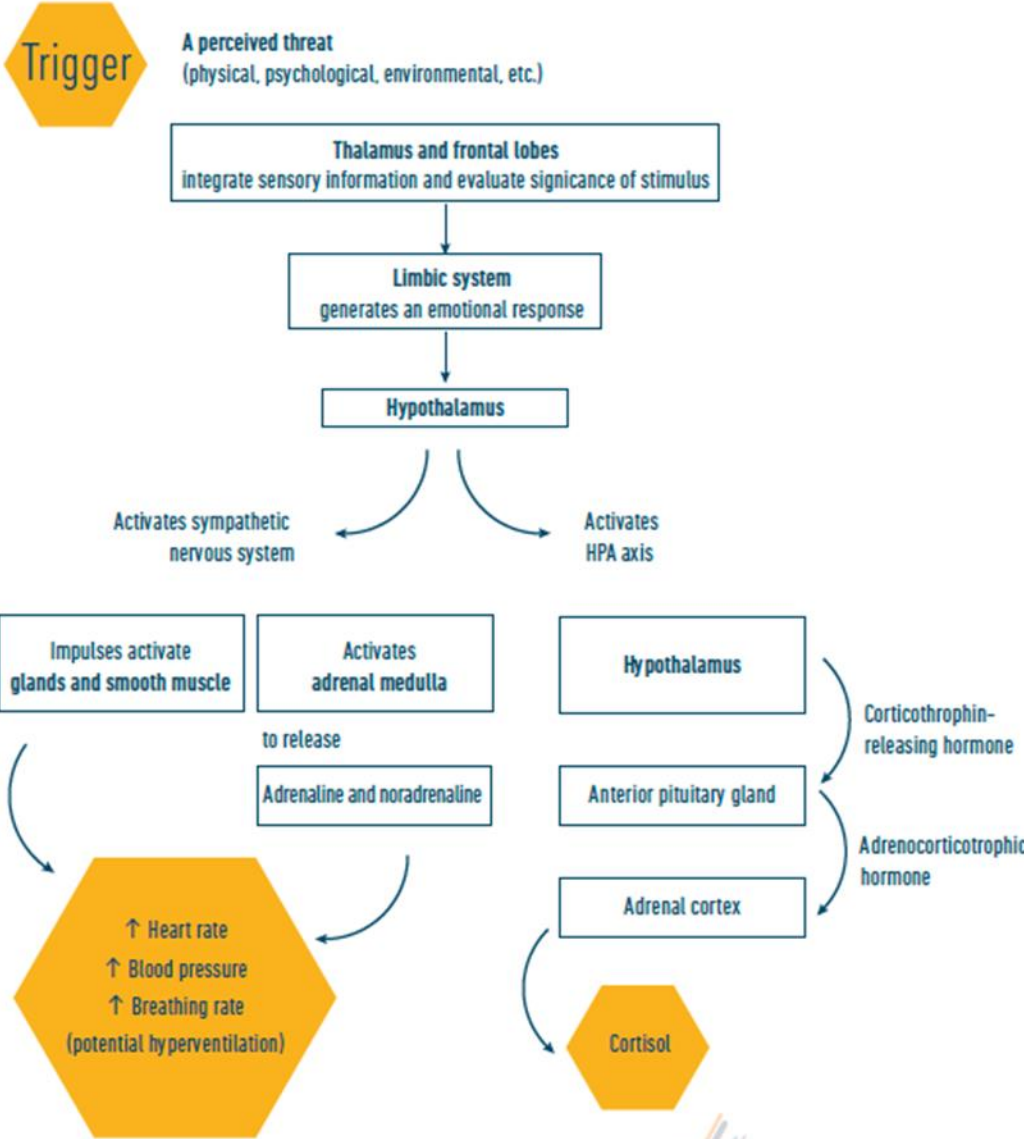 Trigger
A perceived threat
(physical, psychological, environmental, etc.)
Thalamus and frontal lobes
integrate sensory information and evaluate signicance of stimulus
Limbic system
generates an emotional response
Hypothalamus
Activates sympathetic
nervous system
Activates
HPA axis
Impulses activate
glands and smooth muscle
Activates
adrenal medulla
to release
Adrenaline and noradrenaline
Hypothalamus
Corticothrophin-
releasing hormone
Anterior pituitary gland
Adrenocorticotrophic
hormone
Adrenal cortex
↑ Heart rate
↑ Blood pressure
↑ Breathing rate
(potential hyperventilation)
Cortisol